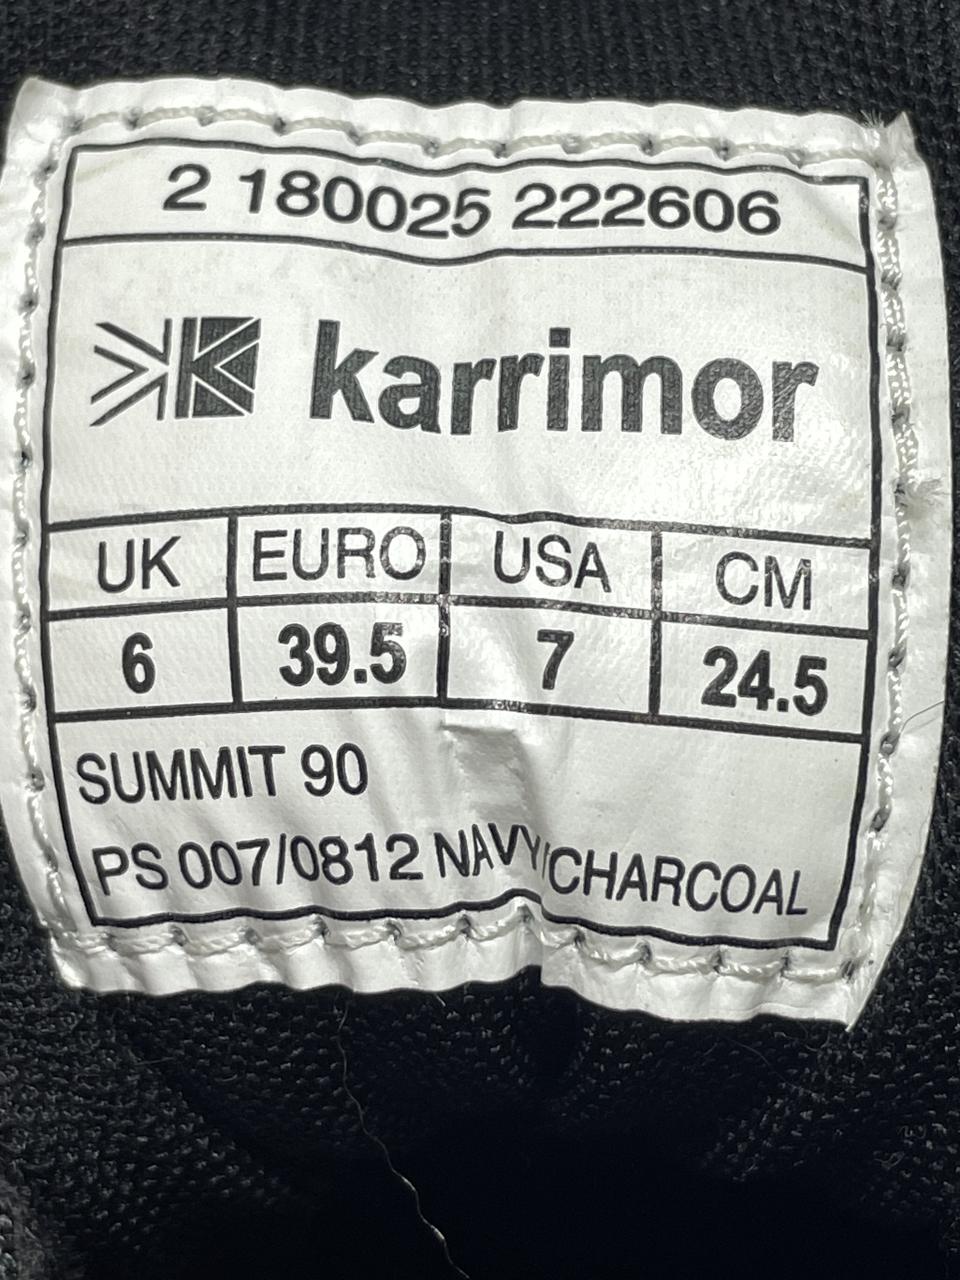 2 180025 222606
karrimor
UK EURO USA CM
6 39.5 7 24.5
SUMMIT 90
PS 007/0812 NAVY/CHARCOAL